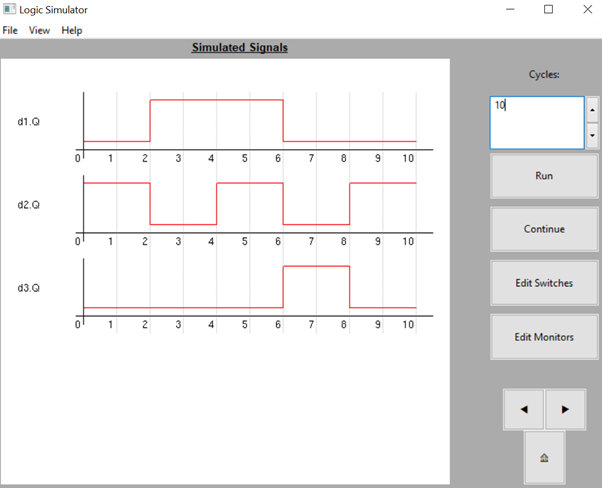 Logic Simulator
File View Help
Simulated Signals
Cycles:
10
d1.Q
0 1 2 3 4 5 6 7 8 9 10
d2.Q
0 1 2 3 4 5 6 7 8 9 10
d3.Q
0 1 2 3 4 5 6 7 8 9 10
Run
Continue
Edit Switches
Edit Monitors